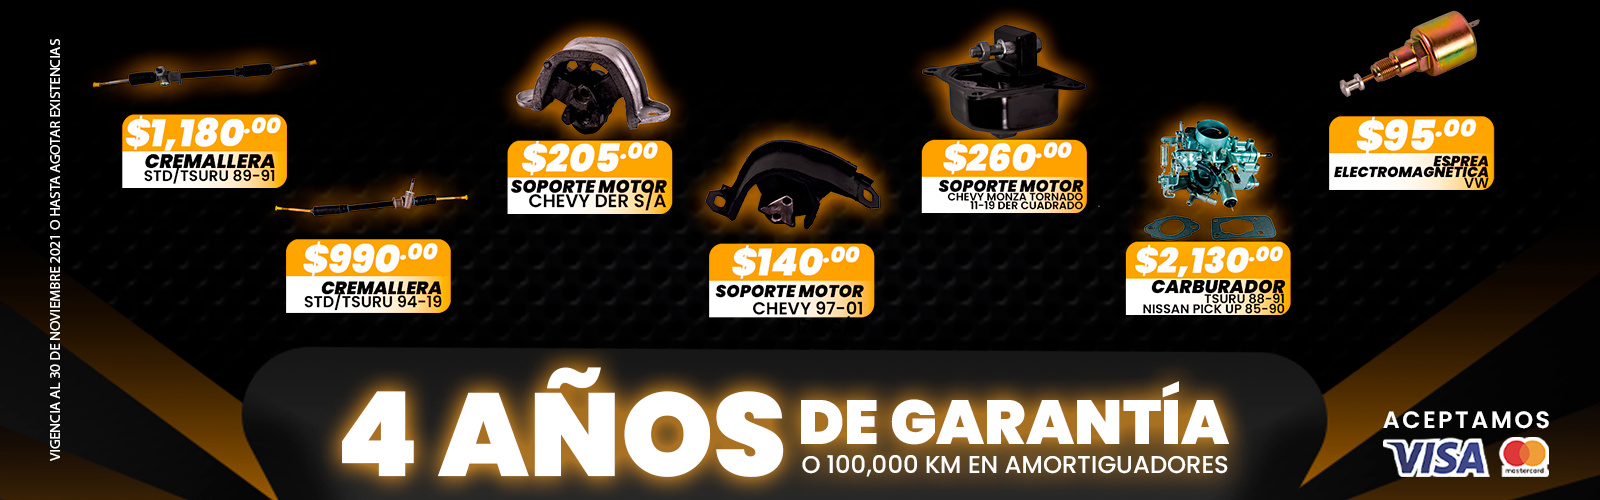 VIGENCIA AL 30 DE NOVIEMBRE 2021 O HASTA AGOTAR EXISTENCIAS
$1,180.00
CREMALLERA
STD/TSURU 89-91
$990.00
CREMALLERA
STD/TSURU 94-19
$205.00
SOPORTE MOTOR
CHEVY DER S/A
$140.00
SOPORTE MOTOR
CHEVY 97-01
$260.00
SOPORTE MOTOR
CHEVY MONZA TORNADO
11-19 DER CUADRADO
$2,130.00
CARBURADOR
TSURU 88-91
NISSAN PICK UP 85-90
$95.00
ESPREA
ELECTROMAGNÉTICA
VW
4 AÑOS DE GARANTÍA
O 100,000 KM EN AMORTIGUADORES
ACEPTAMOS
VISA
mastercard